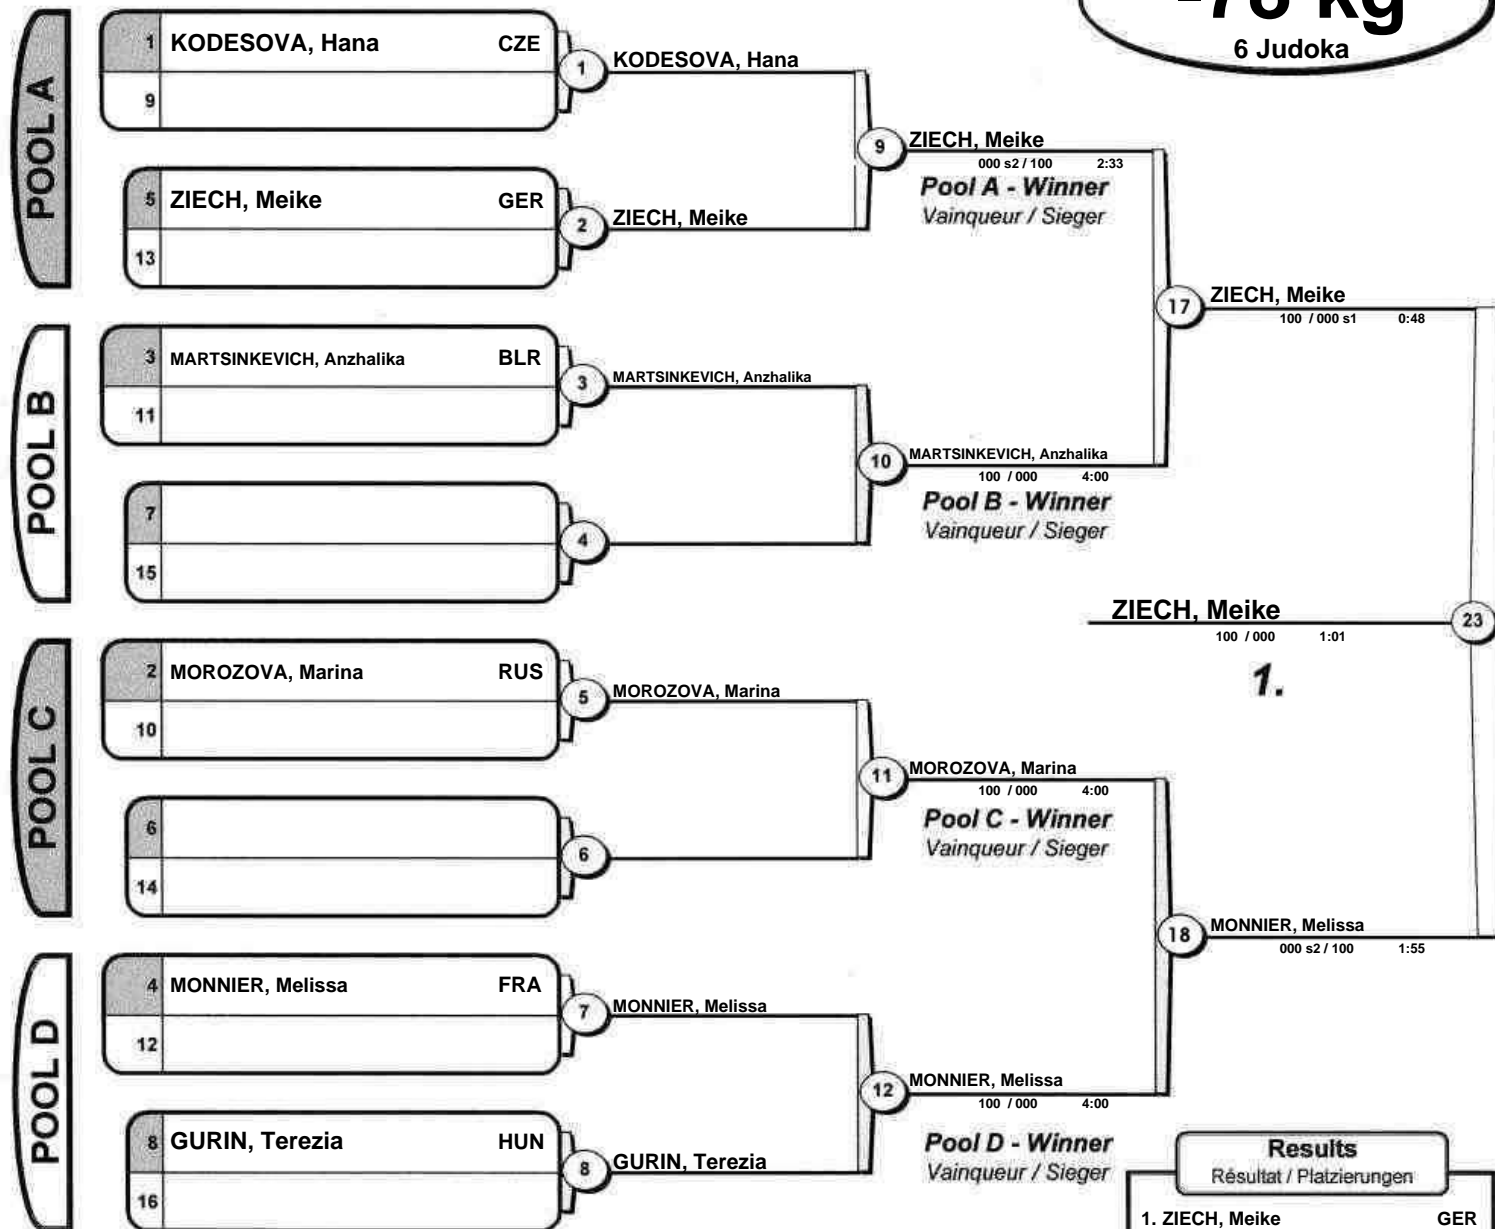 -78 kg
6 Judoka
POOL A
1 KODESOVA, Hana CZE
9
1 KODESOVA, Hana
5 ZIECH, Meike GER
13
2 ZIECH, Meike
9 ZIECH, Meike
000 s2 / 100 2:33
Pool A - Winner
Vainqueur / Sieger
17 ZIECH, Meike
100 / 000 s1 0:48
POOL B
3 MARTSINKEVICH, Anzhalika BLR
11
3 MARTSINKEVICH, Anzhalika
7
15
4
10 MARTSINKEVICH, Anzhalika
100 / 000 4:00
Pool B - Winner
Vainqueur / Sieger
ZIECH, Meike
100 / 000 1:01
23
1.
POOL C
2 MOROZOVA, Marina RUS
10
5 MOROZOVA, Marina
6
14
6
11 MOROZOVA, Marina
100 / 000 4:00
Pool C - Winner
Vainqueur / Sieger
18 MONNIER, Melissa
000 s2 / 100 1:55
POOL D
4 MONNIER, Melissa FRA
12
7 MONNIER, Melissa
8 GURIN, Terezia HUN
16
8 GURIN, Terezia
12 MONNIER, Melissa
100 / 000 4:00
Pool D - Winner
Vainqueur / Sieger
Results
Résultat / Platzierungen
1. ZIECH, Meike GER